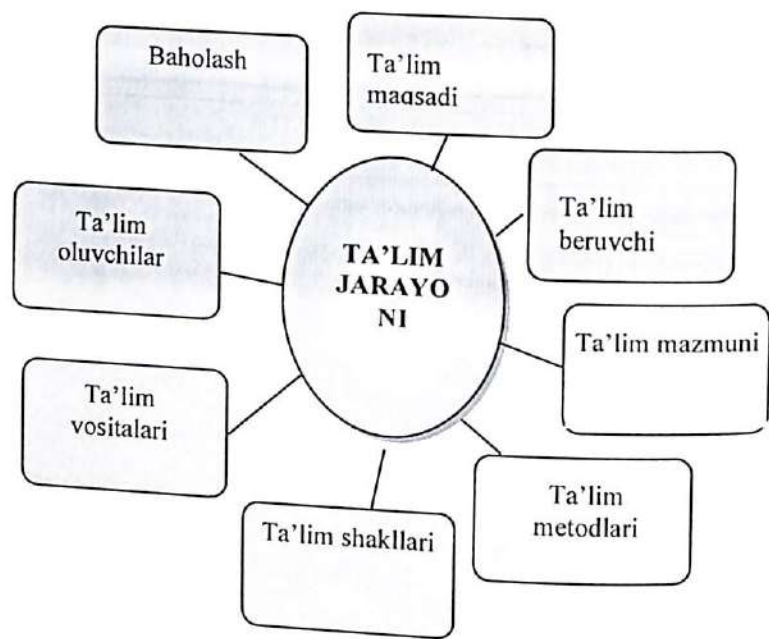 Baholash
Ta’lim
maqsadi
Ta’lim
oluvchilar
TA’LIM
JARAYO
NI
Ta’lim
beruvchi
Ta’lim mazmuni
Ta’lim
vositalari
Ta’lim
metodlari
Ta’lim shakllari